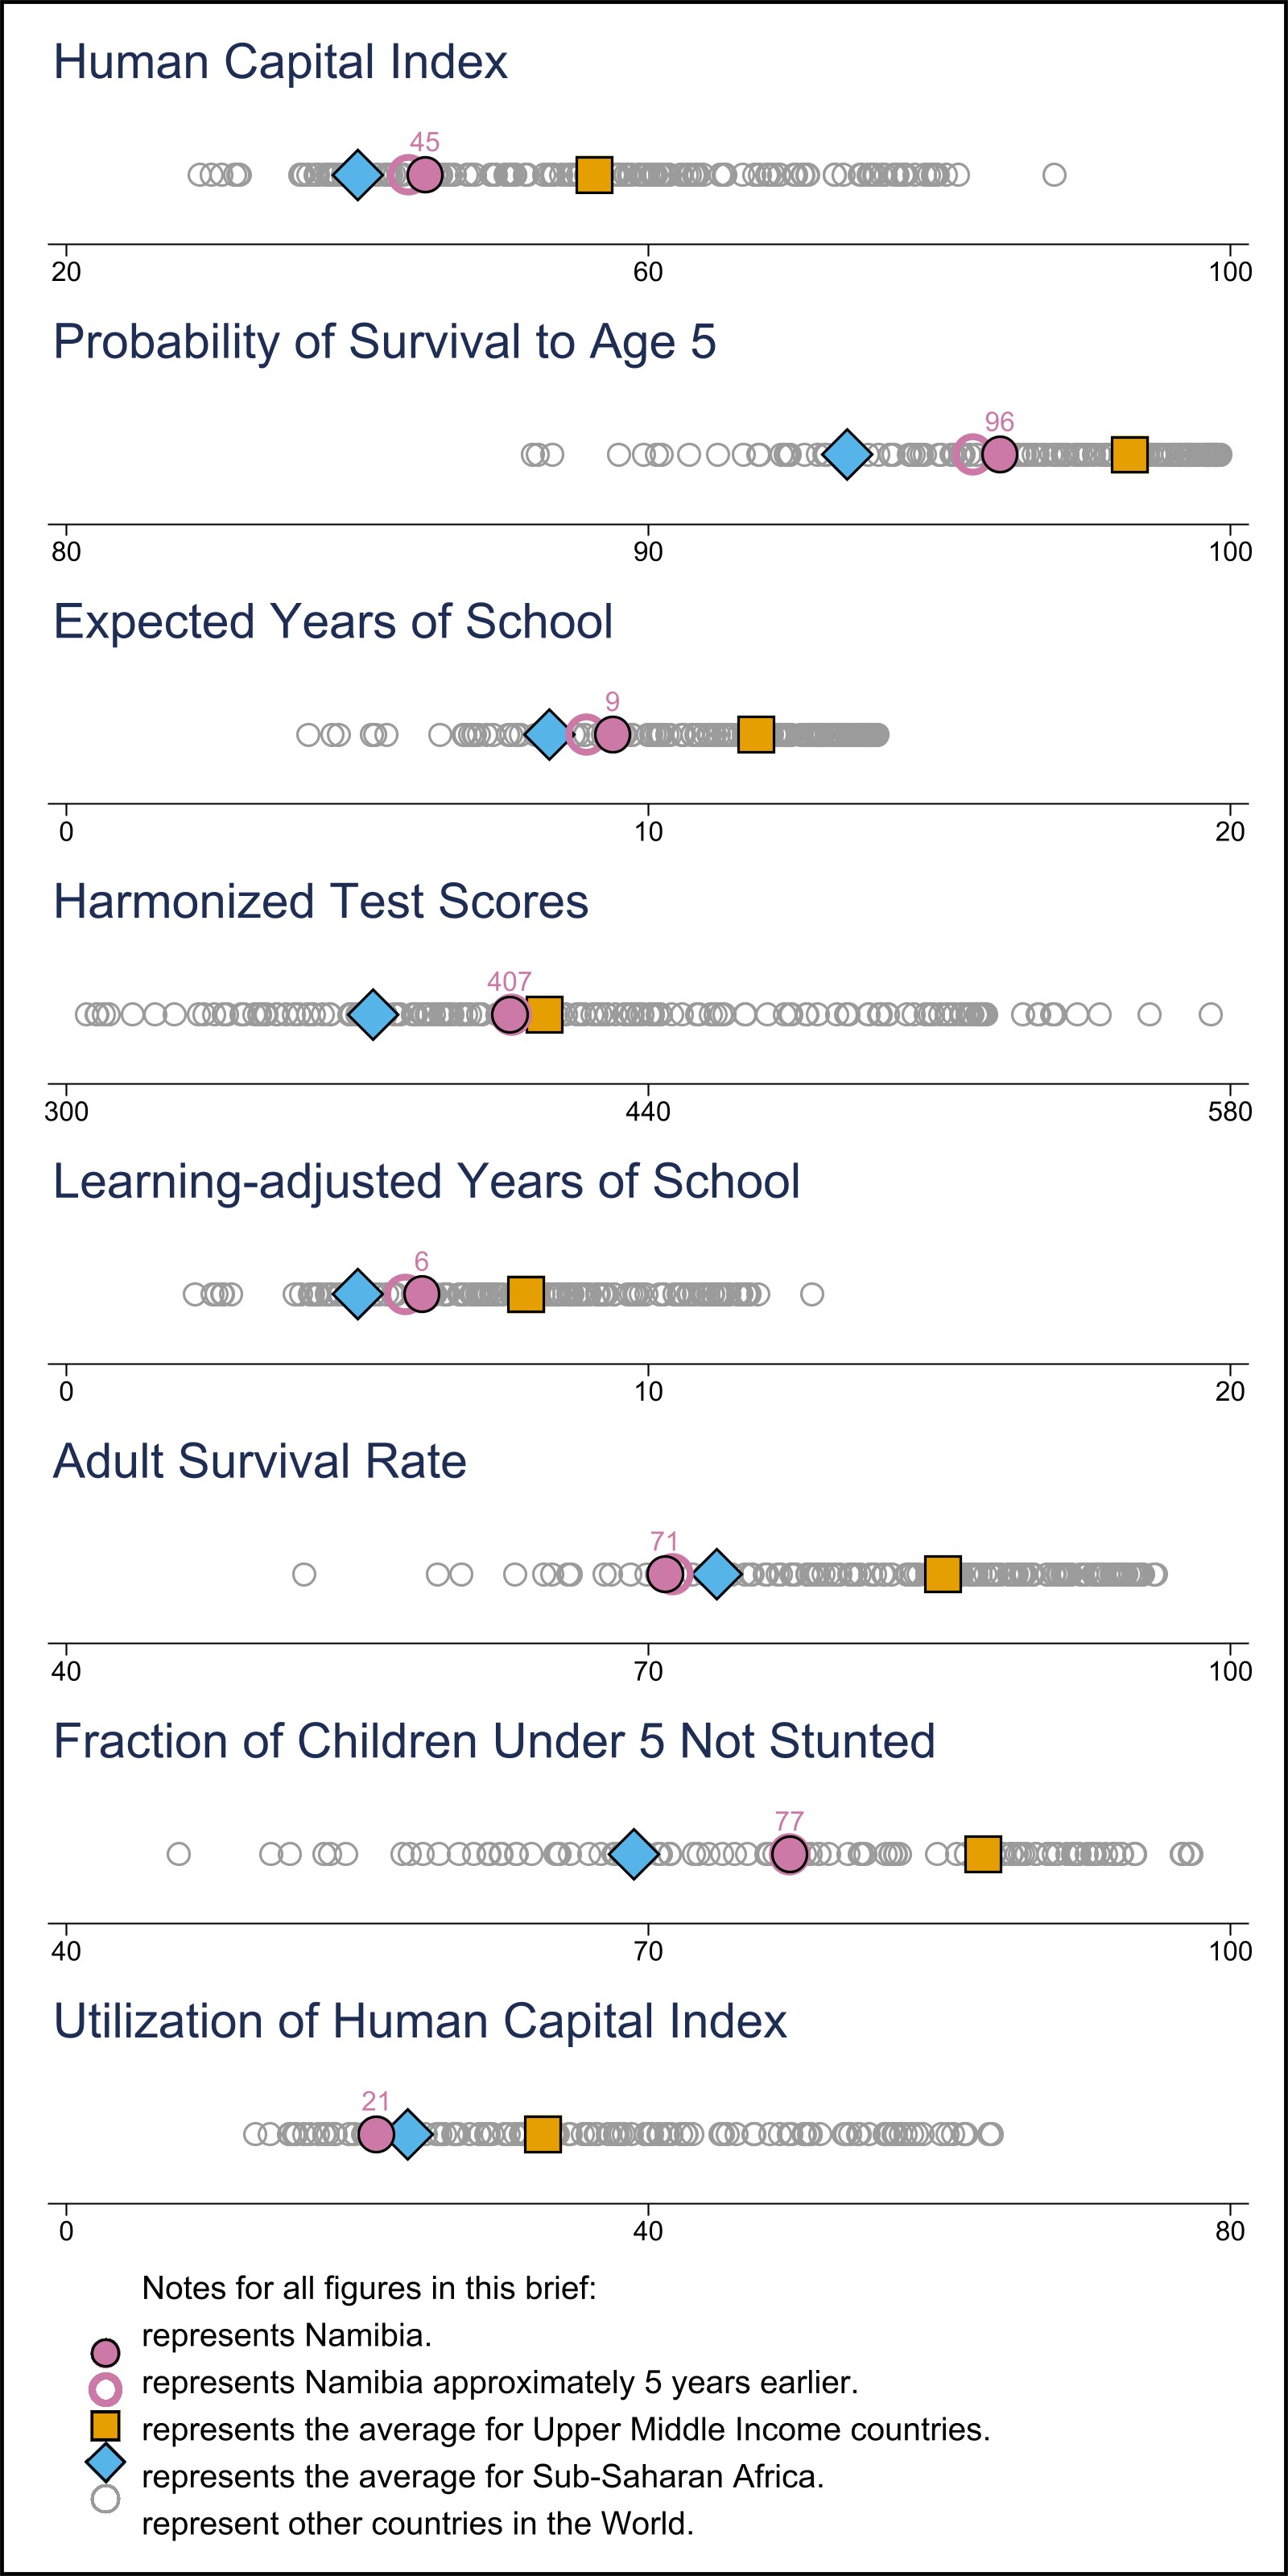 Human Capital Index
45
20 60 100
Probability of Survival to Age 5
96
80 90 100
Expected Years of School
9
0 10 20
Harmonized Test Scores
407
300 440 580
Learning-adjusted Years of School
6
0 10 20
Adult Survival Rate
71
40 70 100
Fraction of Children Under 5 Not Stunted
77
40 70 100
Utilization of Human Capital Index
21
0 40 80
Notes for all figures in this brief:
represents Namibia.
represents Namibia approximately 5 years earlier.
represents the average for Upper Middle Income countries.
represents the average for Sub-Saharan Africa.
represent other countries in the World.